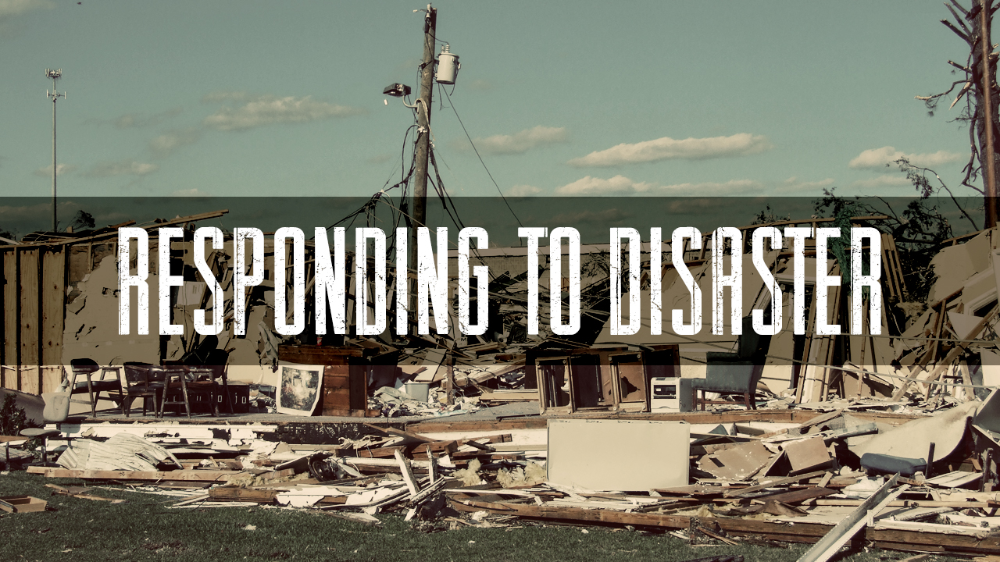 RESPONDING TO DISASTER